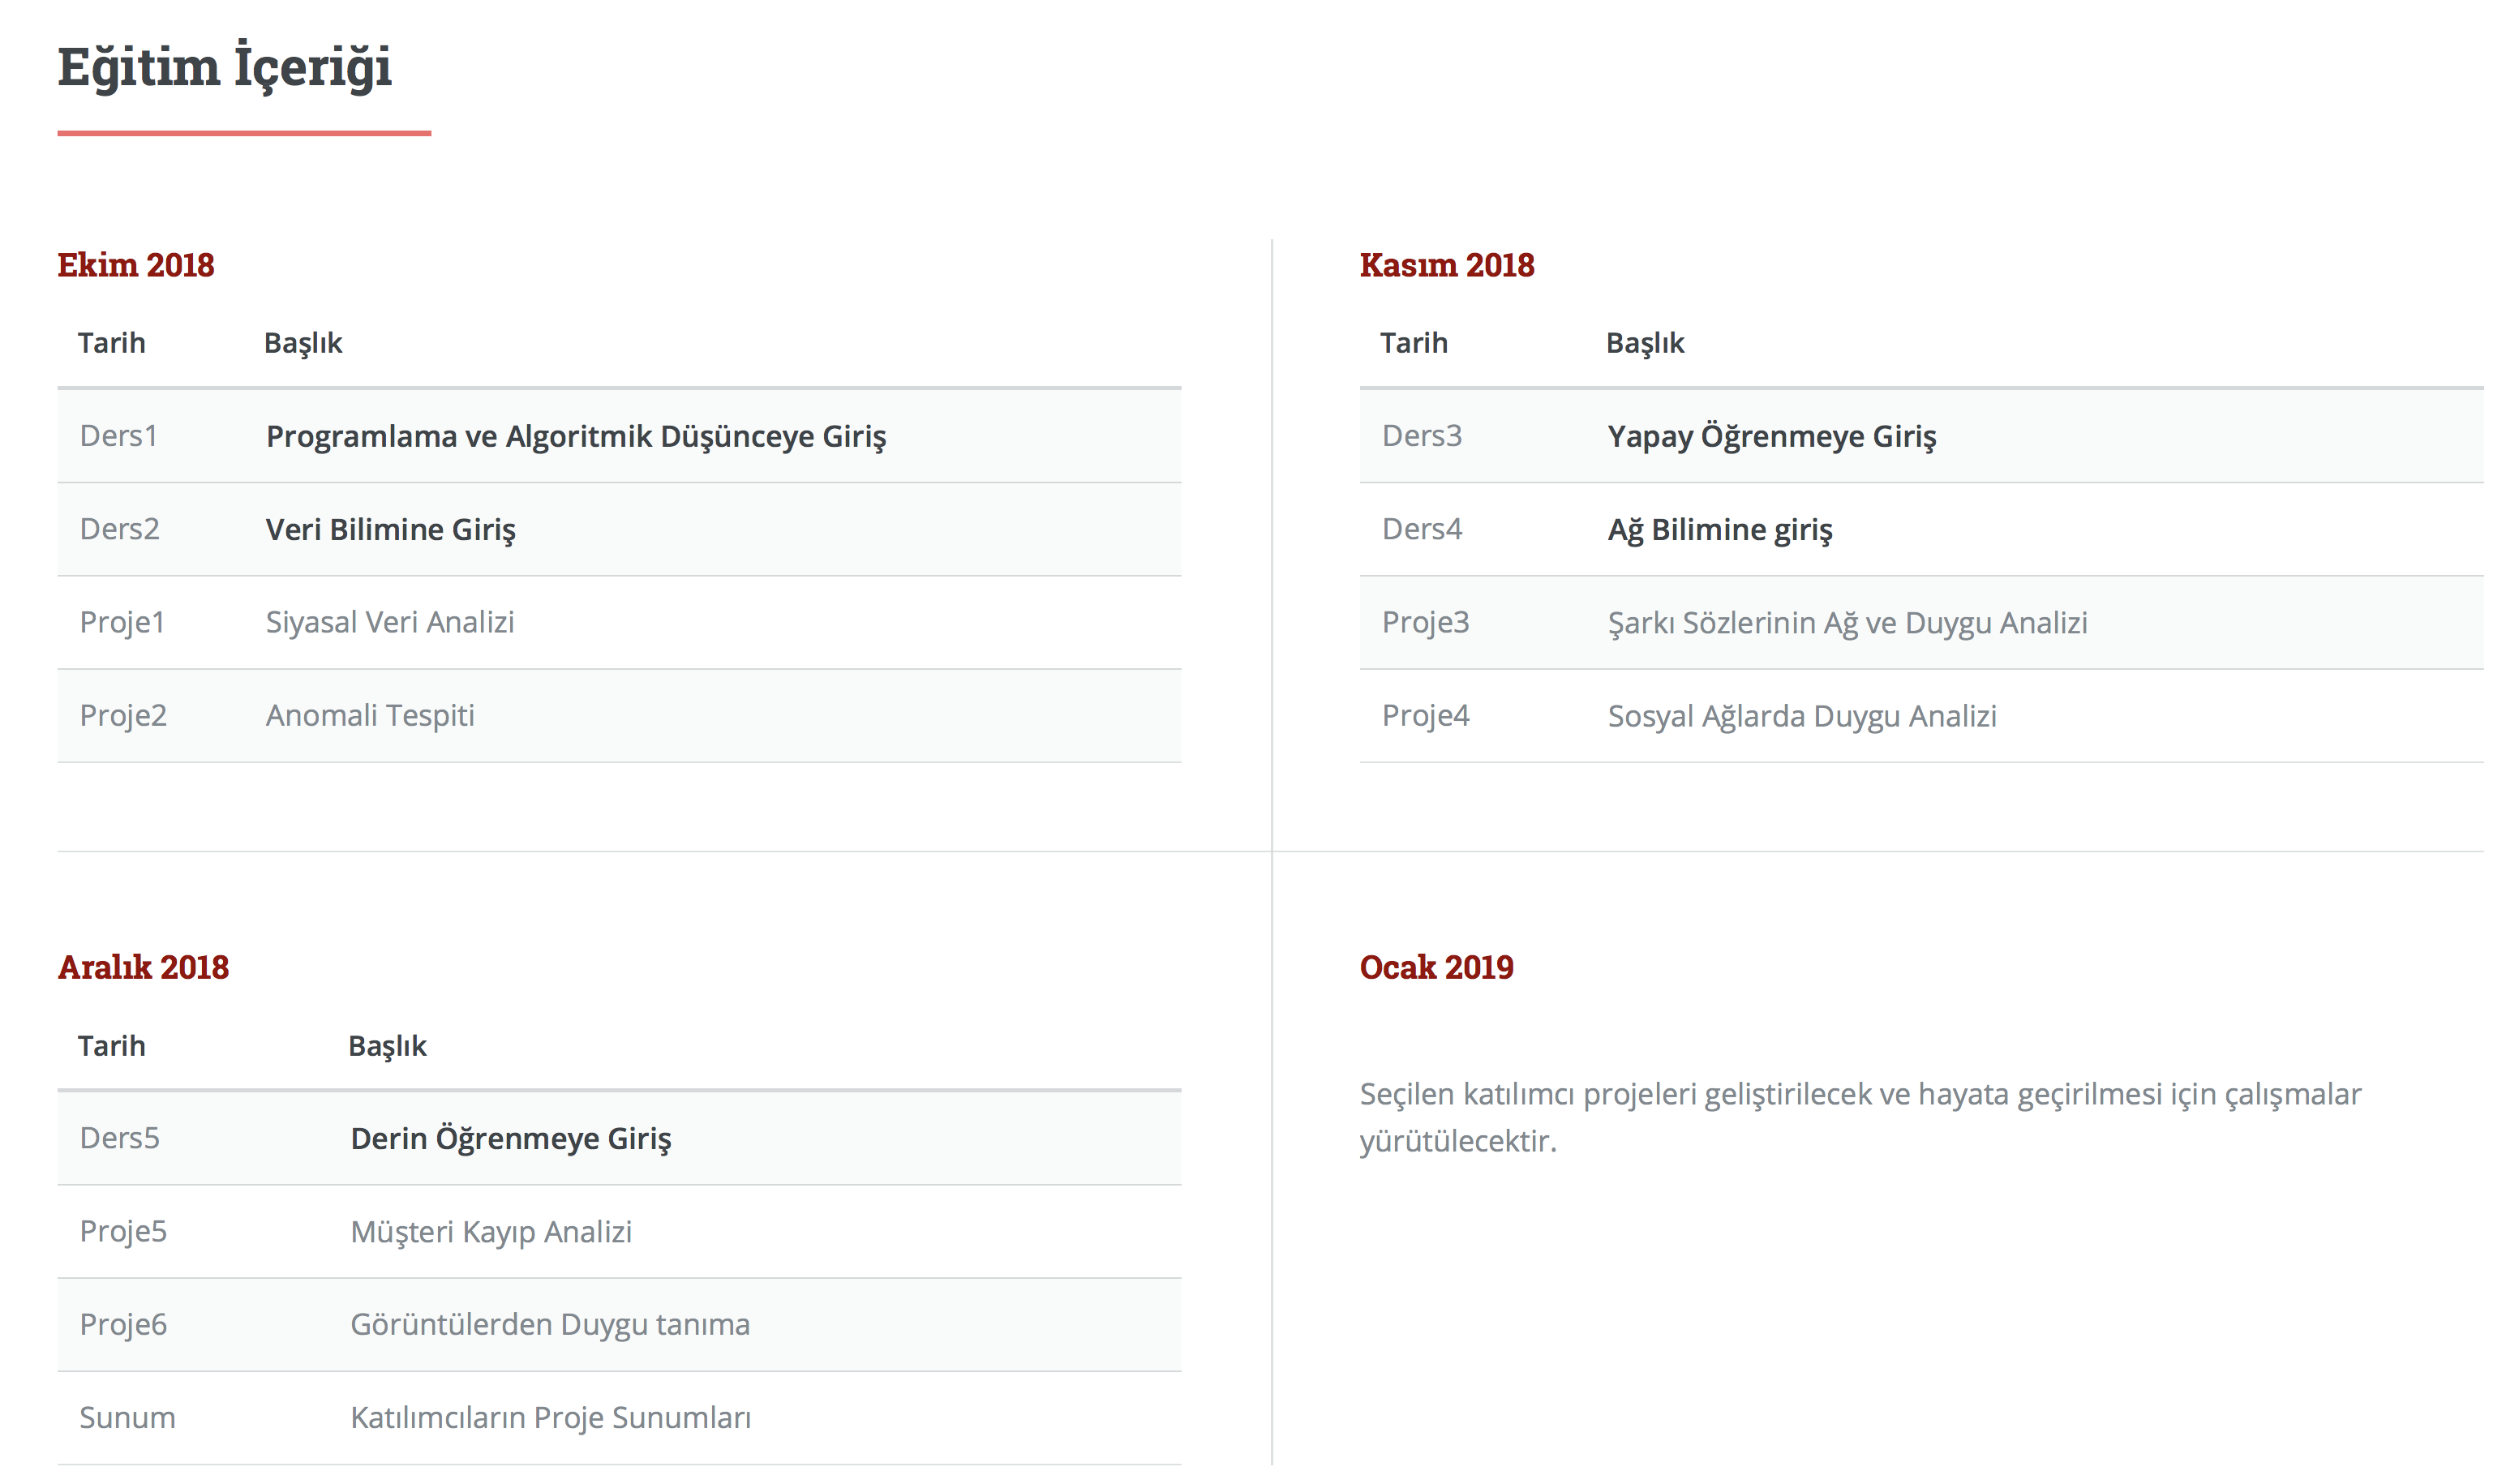 Eğitim İçeriği
Ekim 2018
Tarih Başlık
Ders1 Programlama ve Algoritmik Düşünceye Giriş
Ders2 Veri Bilimine Giriş
Proje1 Siyasal Veri Analizi
Proje2 Anomali Tespiti
Kasım 2018
Tarih Başlık
Ders3 Yapay Öğrenmeye Giriş
Ders4 Ağ Bilimine giriş
Proje3 Şarkı Sözlerinin Ağ ve Duygu Analizi
Proje4 Sosyal Ağlarda Duygu Analizi
Aralık 2018
Tarih Başlık
Ders5 Derin Öğrenmeye Giriş
Proje5 Müşteri Kayıp Analizi
Proje6 Görüntülerden Duygu tanıma
Sunum Katılımcıların Proje Sunumları
Ocak 2019
Seçilen katılımcı projeleri geliştirilecek ve hayata geçirilmesi için çalışmalar
yürütülecektir.